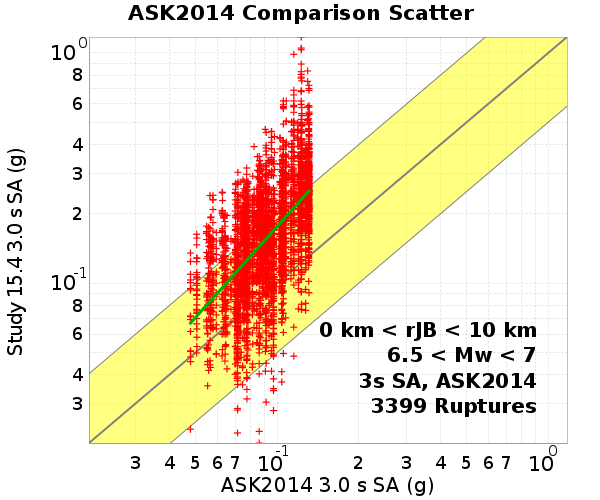 ASK2014 Comparison Scatter
10^0
8
6
4
3
2
10^-1
8
6
4
3
Study 15.4 3.0 s SA (g)
0 km < rJB < 10 km
6.5 < Mw < 7
3s SA, ASK2014
3399 Ruptures
3 4 5 6 7 10^-1 2 3 4 5 6 7 10^0
ASK2014 3.0 s SA (g)